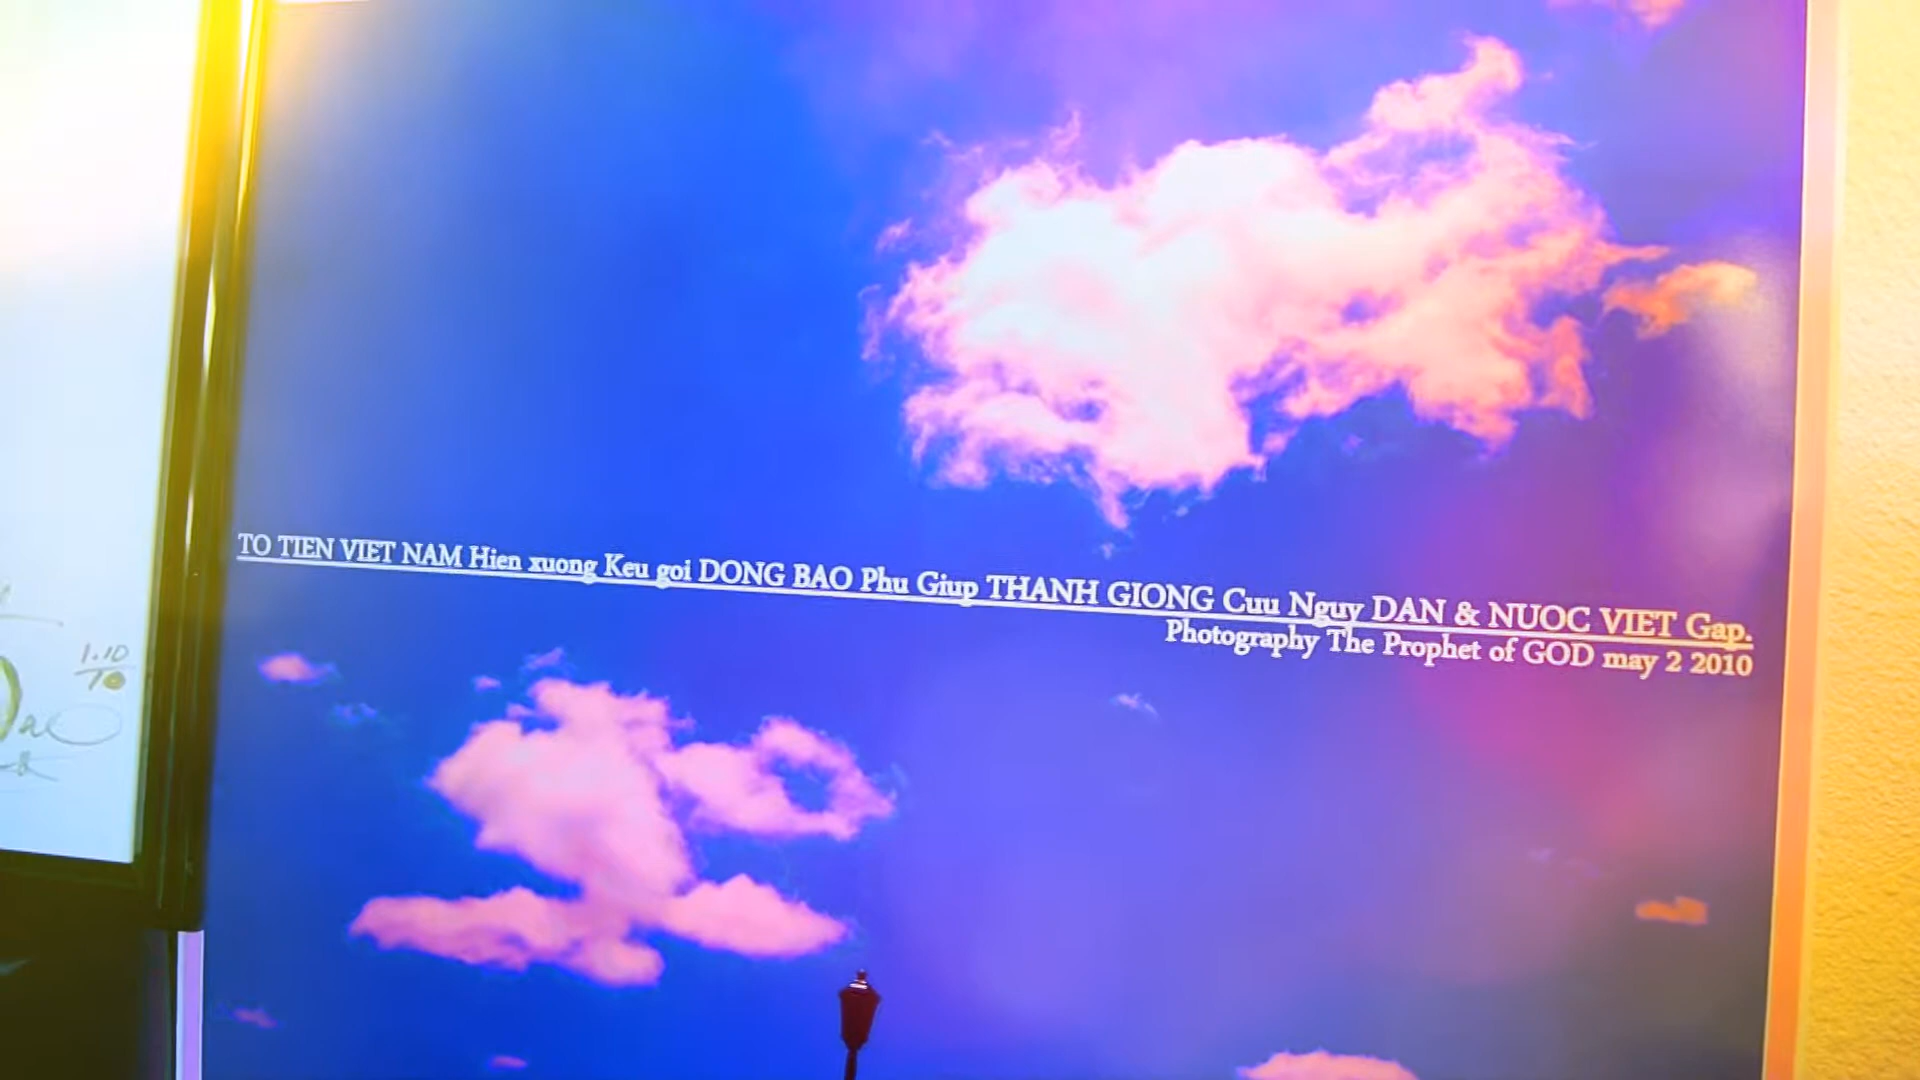 TO TIEN VIET NAM Hien xuong Keu goi DONG BAO Phu Giup THANH GIONG Cuu Nguy DAN & NUOC VIET Gap.
Photography The Prophet of GOD may 2 2010
1.10
70